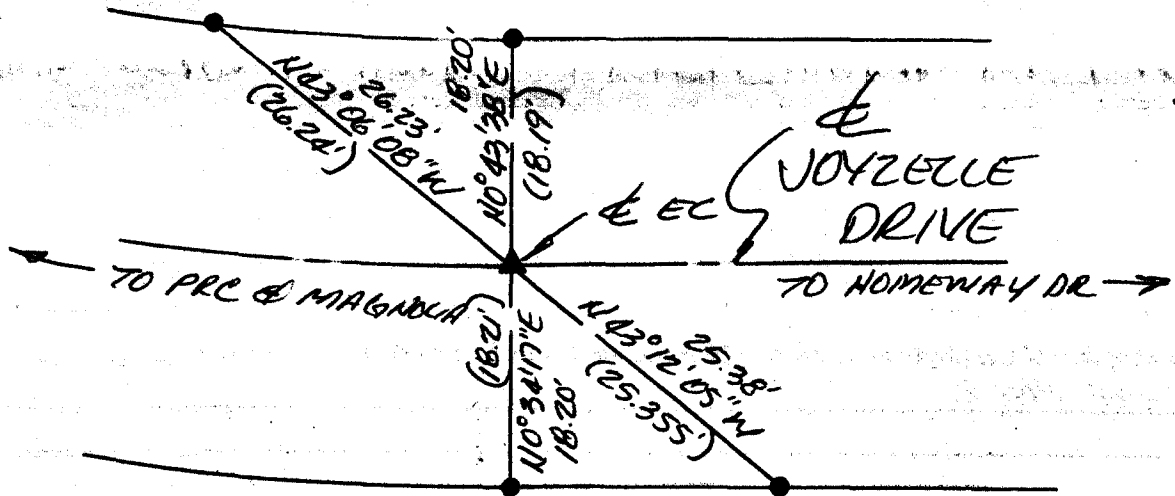 N43°06'08"W
26.23'
(26.24')
18.20'
N0°43'38"E
(18.19')
℄ EC
℄
JOYZELLE
DRIVE
TO PRC @ MAGNOLIA
TO HOMEWAY DR
(18.21')
N0°34'17"E
18.20'
N43°12'05"W
25.38'
(25.355')